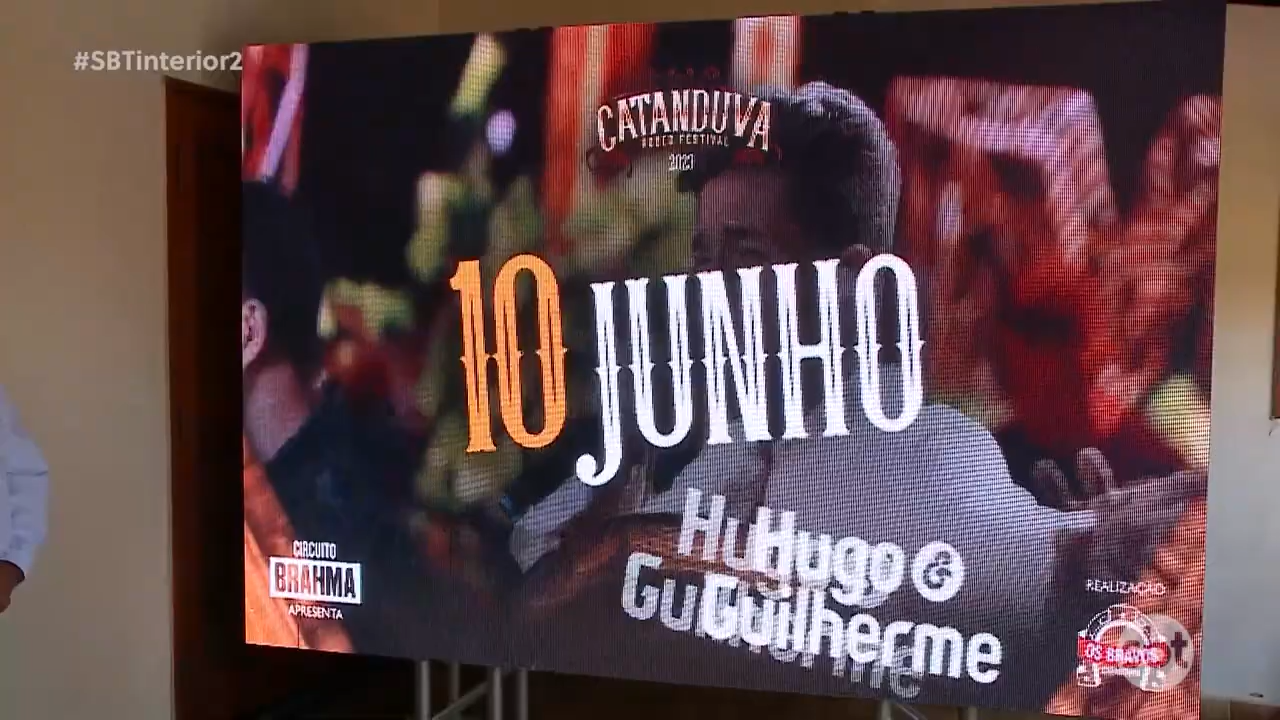 #SBTinterior2
CATANDUVA
RODEO FESTIVAL
2023
10 JUNHO
Hugo &
Guilherme
CIRCUITO
BRAHMA
APRESENTA
REALIZAÇÃO
OS BRAVOS